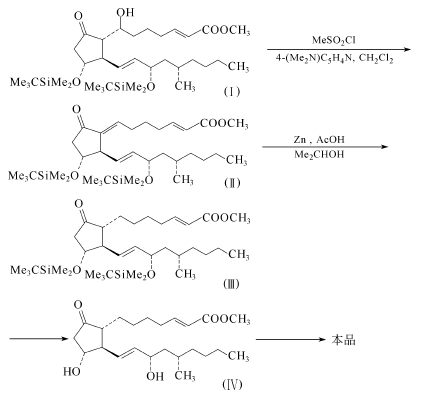 O OH
COOCH3
CH3
Me3CSiMe2O Me3CSiMe2O CH3
(Ⅰ)
MeSO2Cl
4-(Me2N)C5H4N, CH2Cl2
O
COOCH3
CH3
Me3CSiMe2O Me3CSiMe2O CH3
(Ⅱ)
Zn , AcOH
Me2CHOH
O
COOCH3
CH3
Me3CSiMe2O Me3CSiMe2O CH3
(Ⅲ)
O
COOCH3
CH3
HO OH CH3
(Ⅳ)
本品